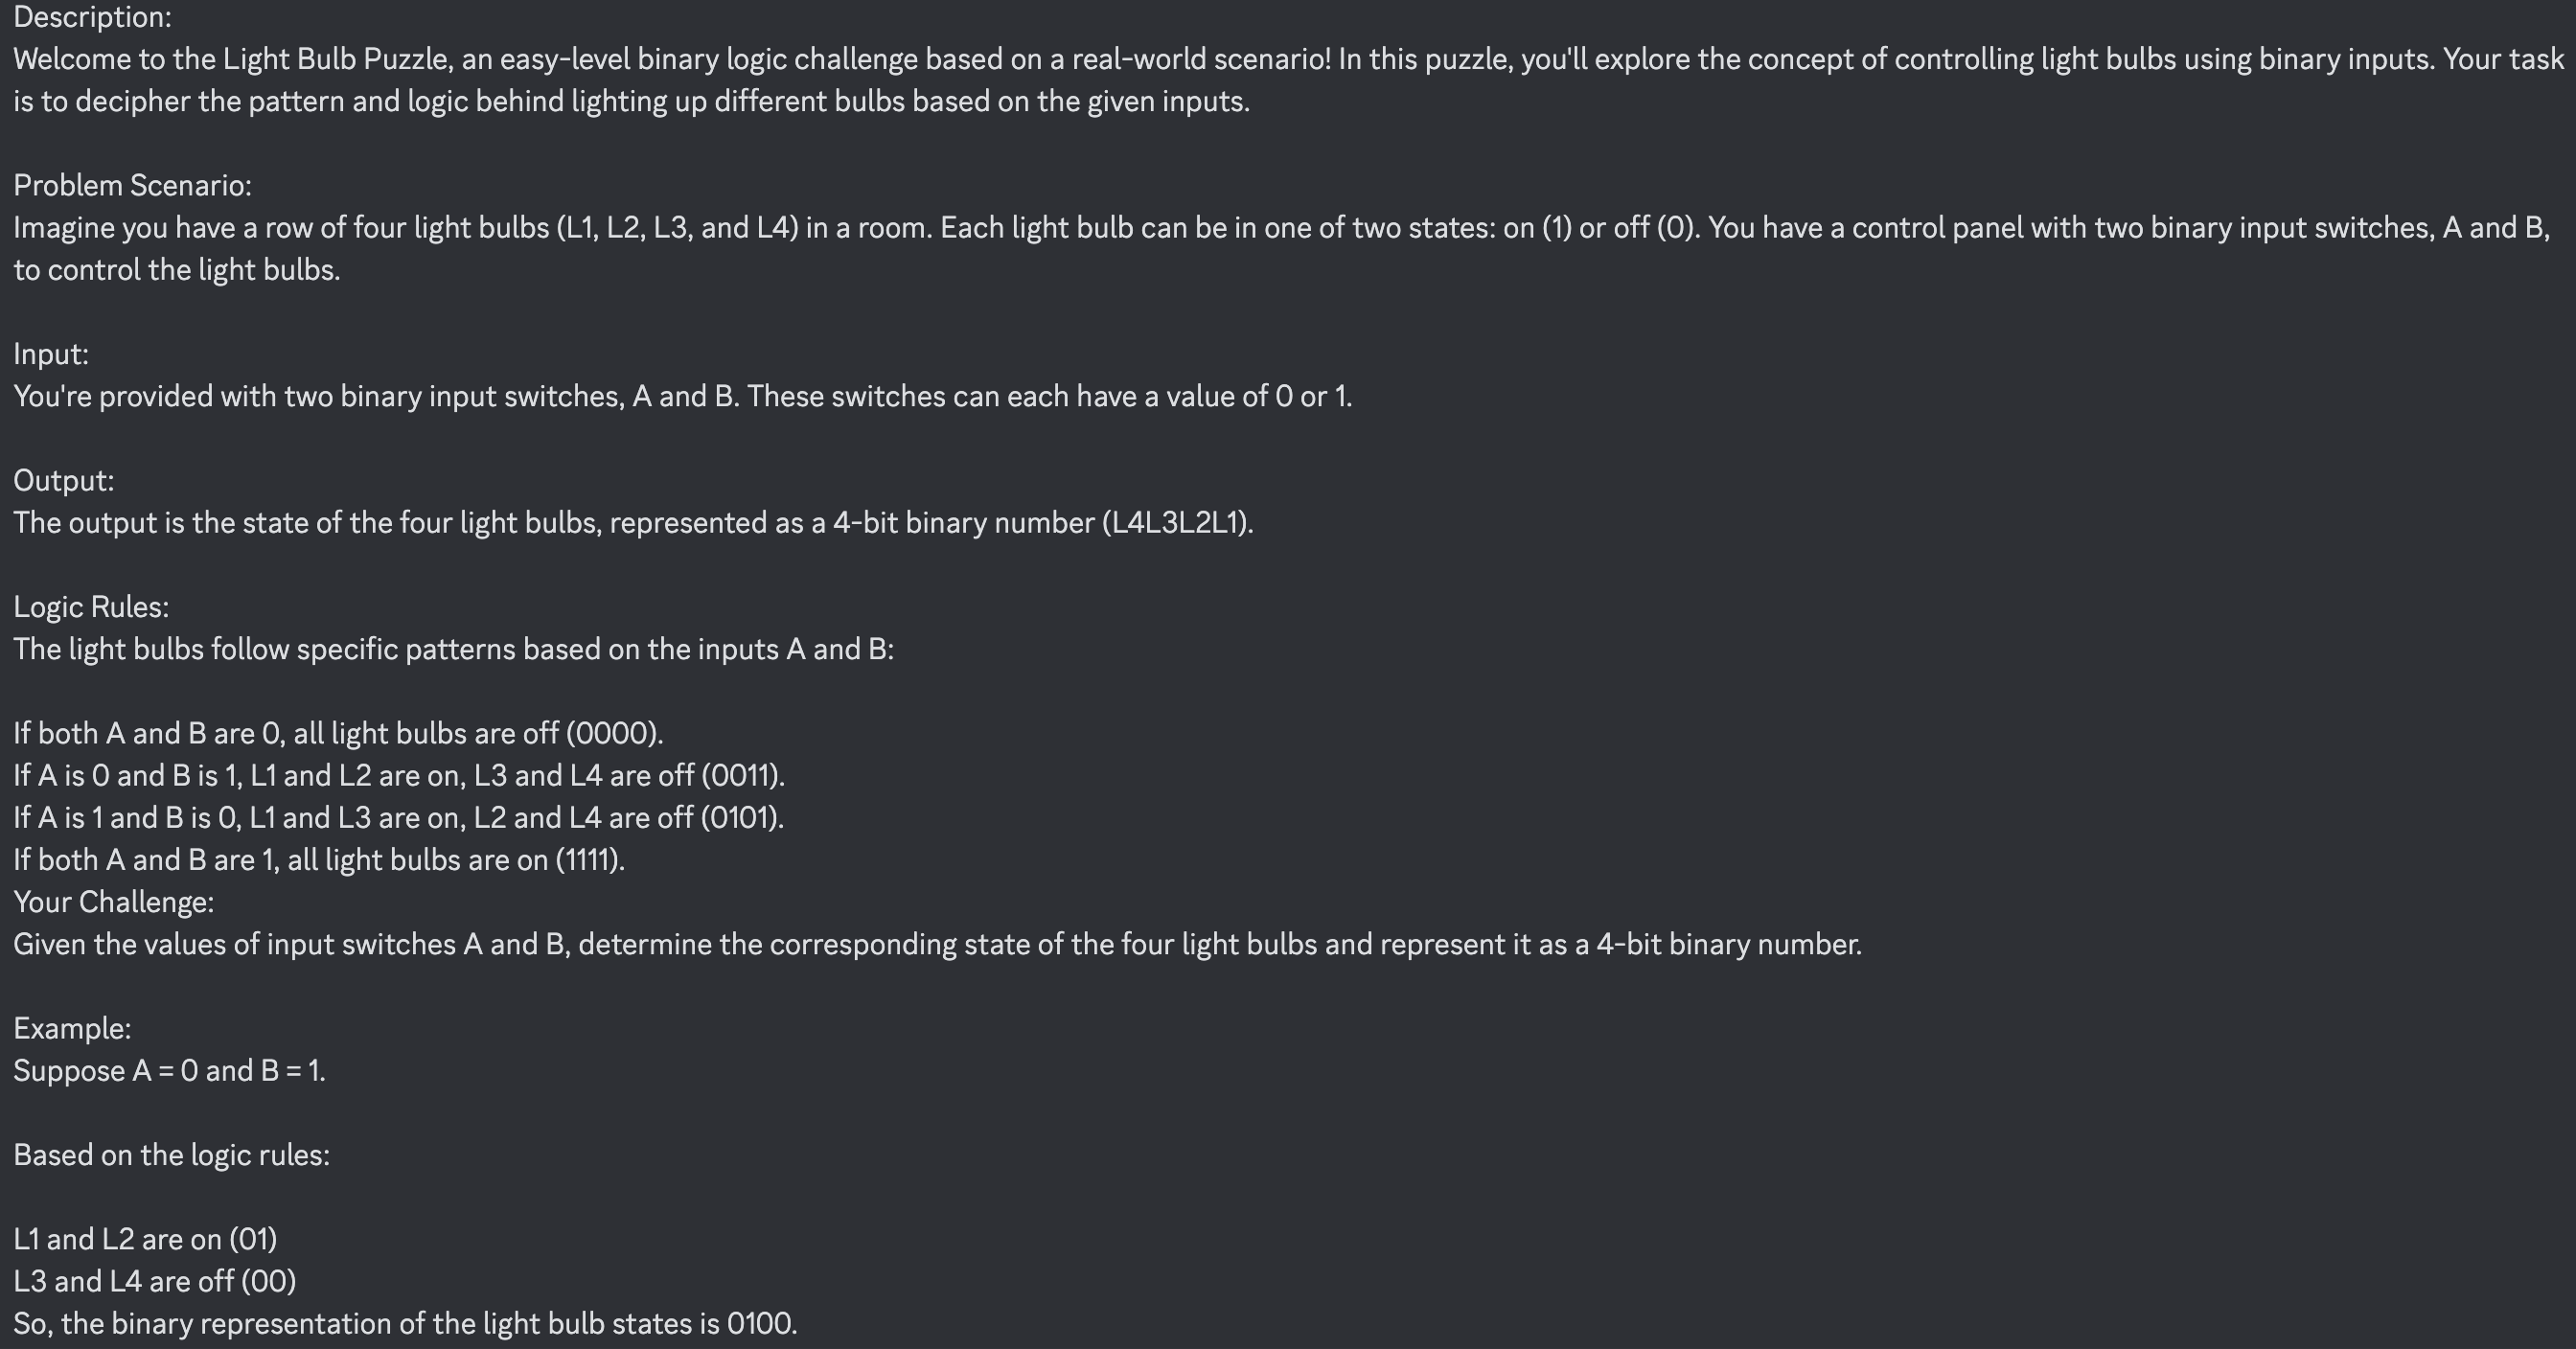 Description:
Welcome to the Light Bulb Puzzle, an easy-level binary logic challenge based on a real-world scenario! In this puzzle, you'll explore the concept of controlling light bulbs using binary inputs. Your task
is to decipher the pattern and logic behind lighting up different bulbs based on the given inputs.
Problem Scenario:
Imagine you have a row of four light bulbs (L1, L2, L3, and L4) in a room. Each light bulb can be in one of two states: on (1) or off (0). You have a control panel with two binary input switches, A and B,
to control the light bulbs.
Input:
You're provided with two binary input switches, A and B. These switches can each have a value of 0 or 1.
Output:
The output is the state of the four light bulbs, represented as a 4-bit binary number (L4L3L2L1).
Logic Rules:
The light bulbs follow specific patterns based on the inputs A and B:
If both A and B are 0, all light bulbs are off (0000).
If A is 0 and B is 1, L1 and L2 are on, L3 and L4 are off (0011).
If A is 1 and B is 0, L1 and L3 are on, L2 and L4 are off (0101).
If both A and B are 1, all light bulbs are on (1111).
Your Challenge:
Given the values of input switches A and B, determine the corresponding state of the four light bulbs and represent it as a 4-bit binary number.
Example:
Suppose A = 0 and B = 1.
Based on the logic rules:
L1 and L2 are on (01)
L3 and L4 are off (00)
So, the binary representation of the light bulb states is 0100.